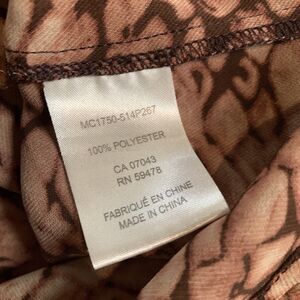 MC1750-514P267
100% POLYESTER
CA 07043
RN 59478
FABRIQUÉ EN CHINE
MADE IN CHINA